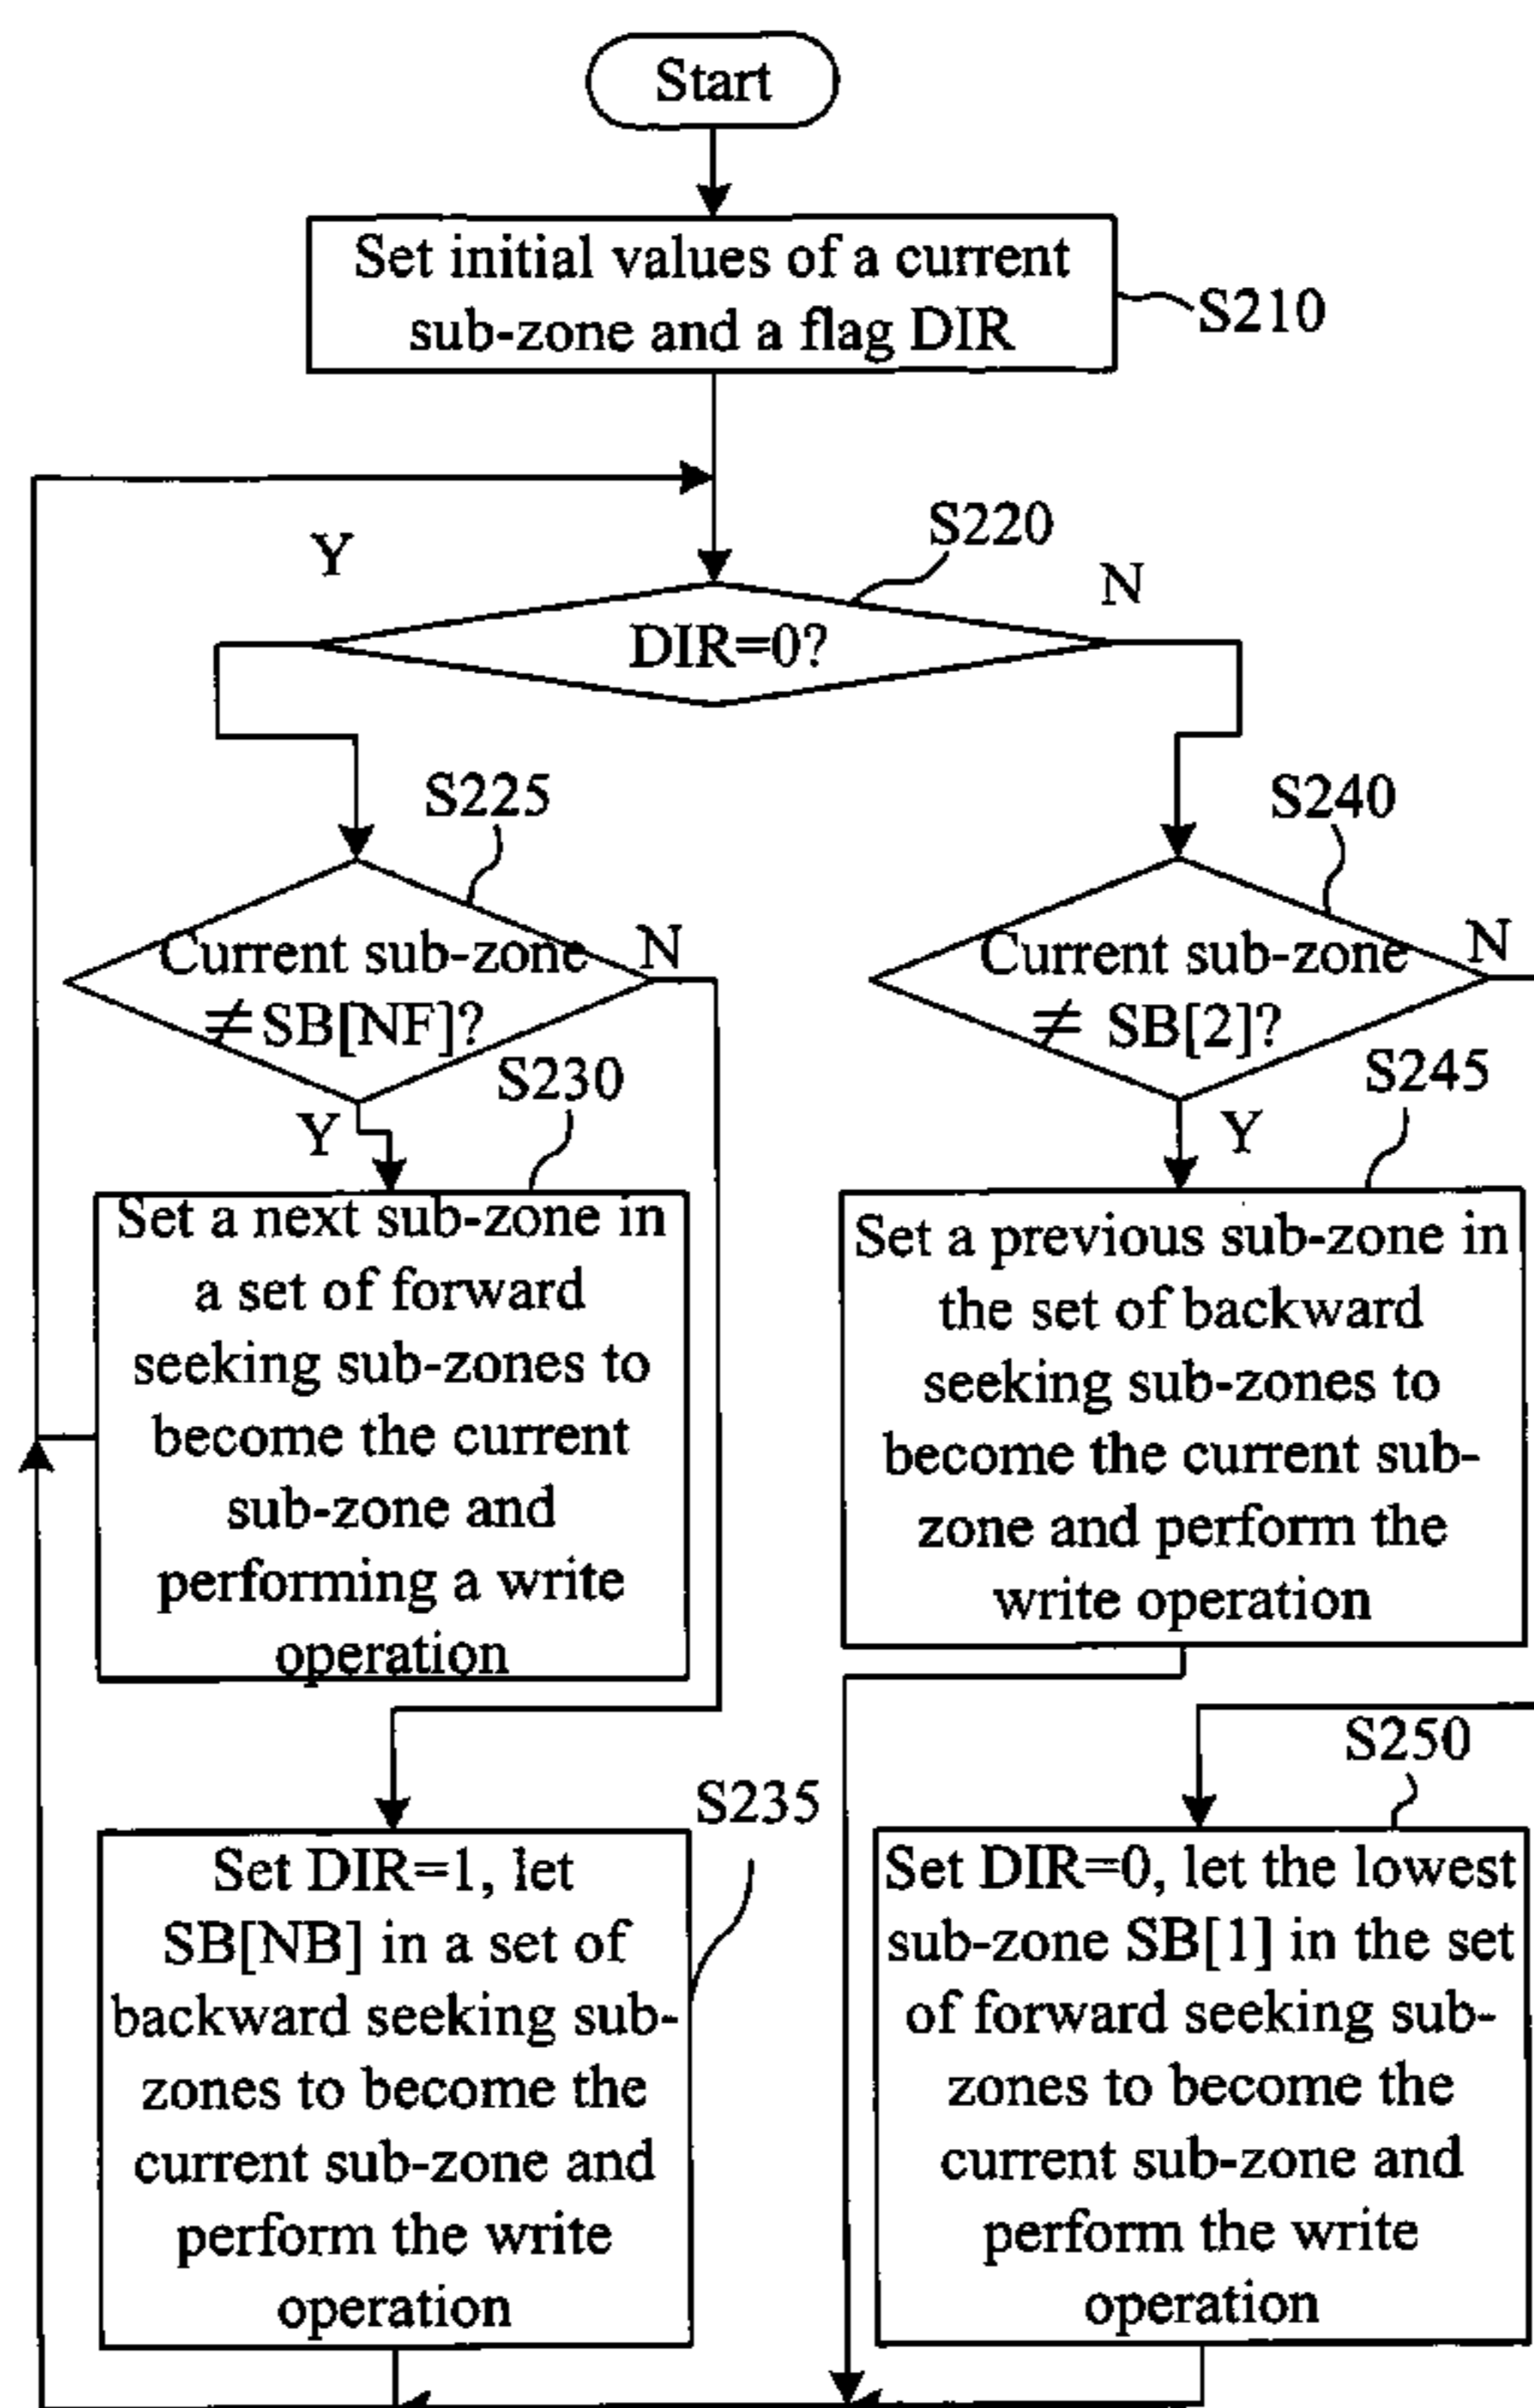 Start
Set initial values of a current
sub-zone and a flag DIR
S210
S220
Y
N
DIR=0?
S225
S240
Current sub-zone
≠SB[NF]?
N
Current sub-zone
≠ SB[2]?
N
S230
S245
Y
Y
Set a next sub-zone in
a set of forward
seeking sub-zones to
become the current
sub-zone and
performing a write
operation
Set a previous sub-zone in
the set of backward
seeking sub-zones to
become the current sub-
zone and perform the
write operation
S235
S250
Set DIR=1, let
SB[NB] in a set of
backward seeking sub-
zones to become the
current sub-zone and
perform the write
operation
Set DIR=0, let the lowest
sub-zone SB[1] in the set
of forward seeking sub-
zones to become the
current sub-zone and
perform the write
operation